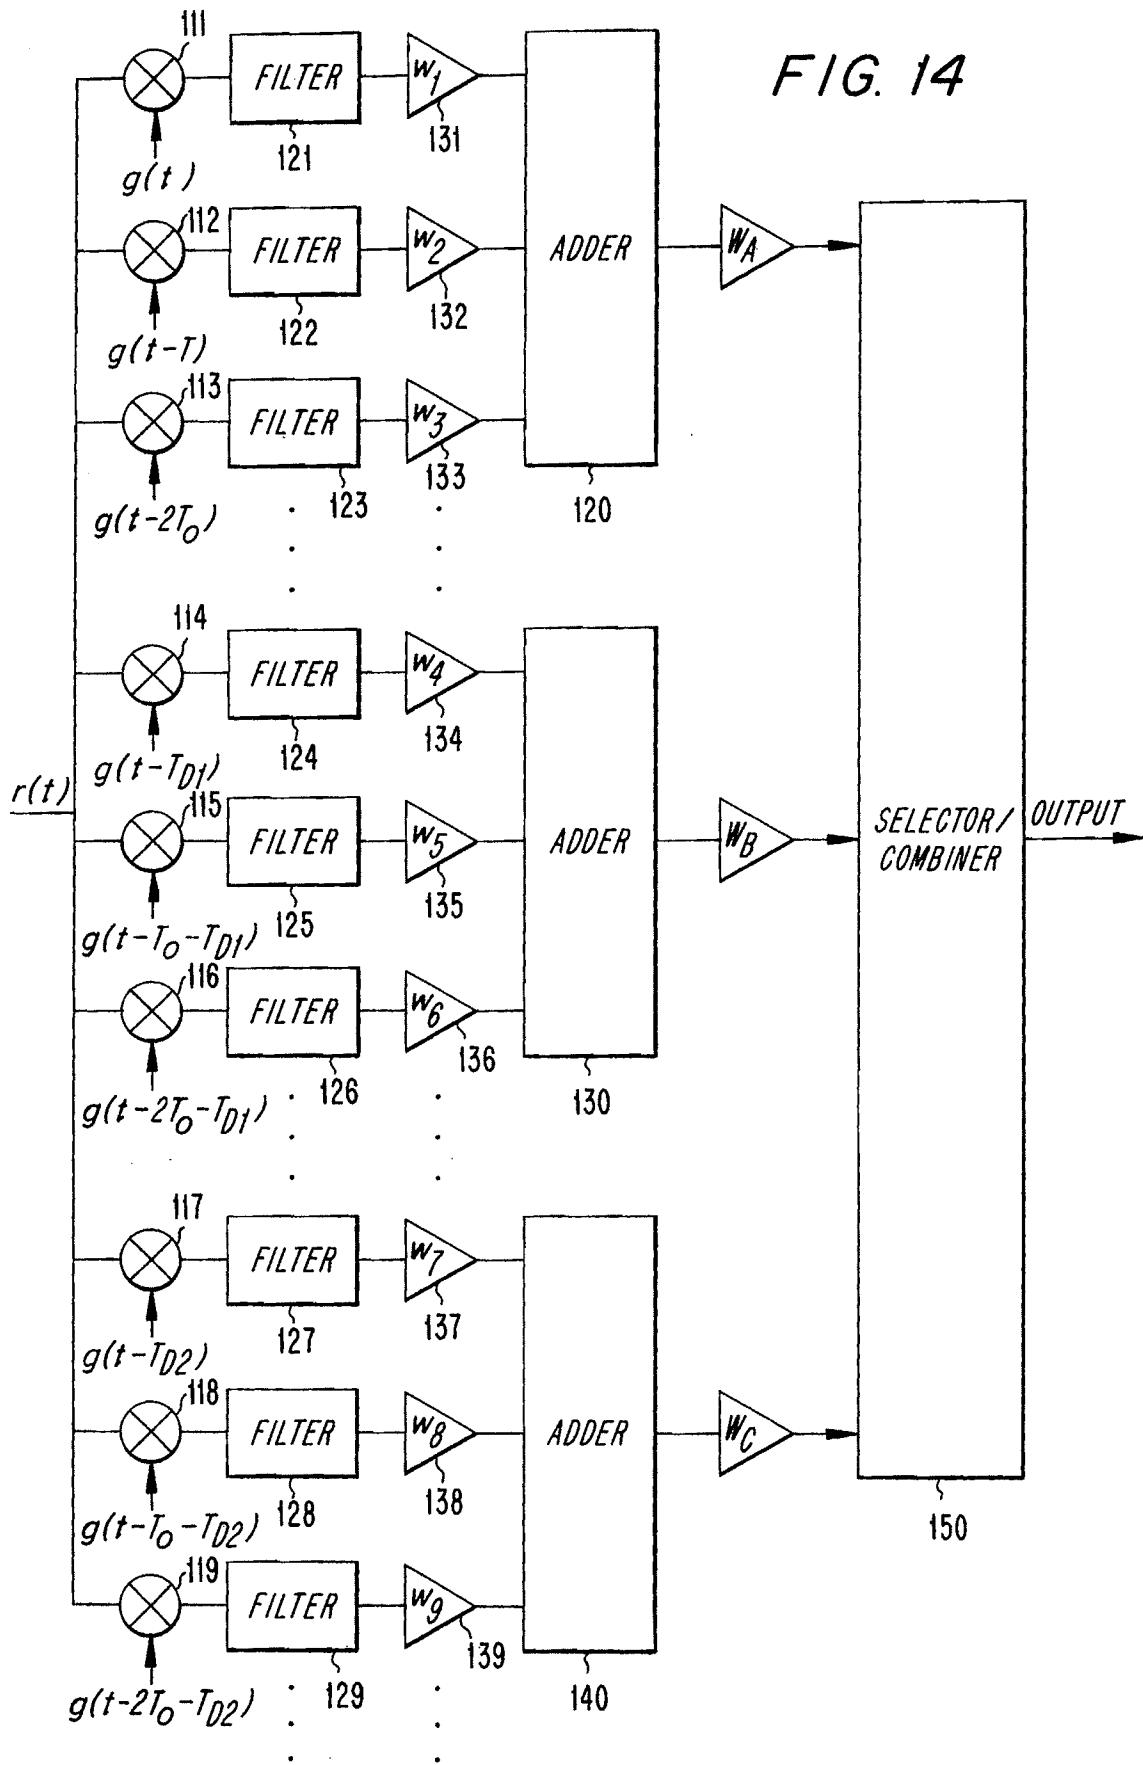 FIG. 14
111
FILTER
W1
131
121
g(t)
112
FILTER
W2
132
122
ADDER
WA
g(t-T)
113
FILTER
W3
133
123
120
g(t-2To)
114
FILTER
W4
134
124
g(t-TD1)
r(t)
115
FILTER
W5
135
125
ADDER
WB
SELECTOR/
COMBINER
OUTPUT
g(t-To-TD1)
116
FILTER
W6
136
126
130
g(t-2To-TD1)
117
FILTER
W7
137
127
g(t-TD2)
118
FILTER
W8
138
128
ADDER
WC
150
g(t-To-TD2)
119
FILTER
W9
139
129
140
g(t-2To-TD2)